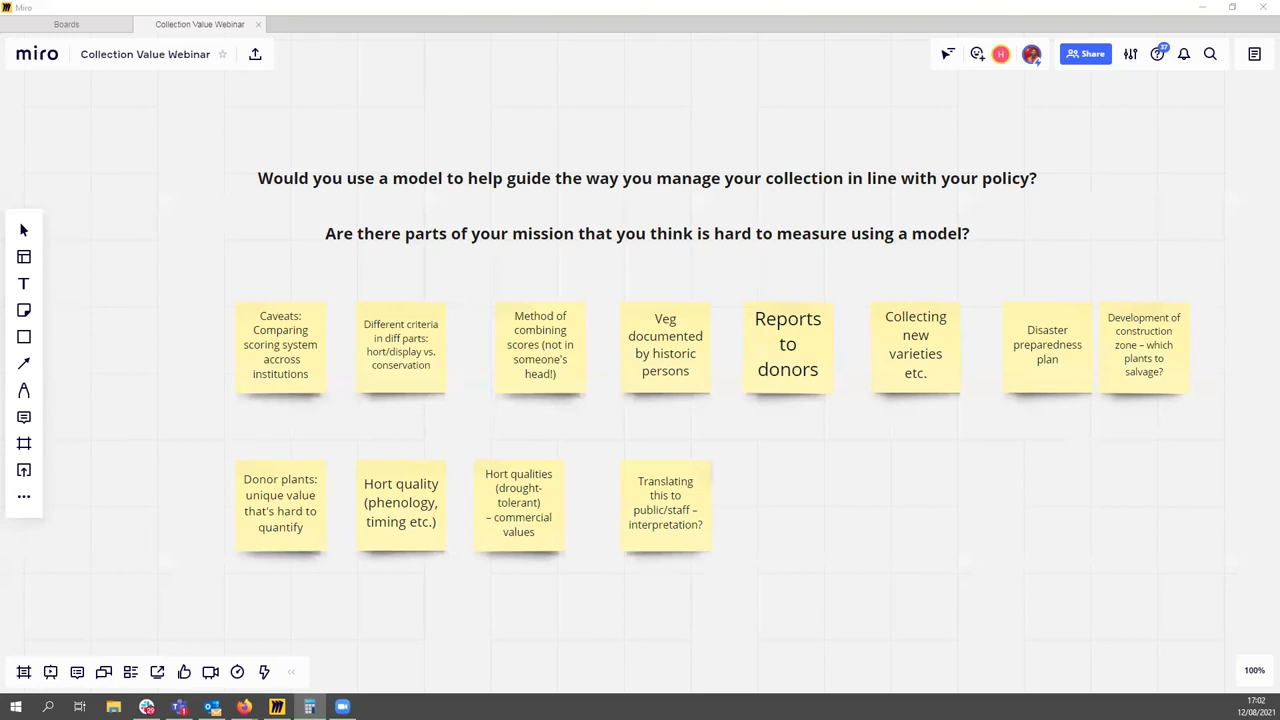 Miro
Boards
Collection Value Webinar
miro
Collection Value Webinar
H
Share
37
Would you use a model to help guide the way you manage your collection in line with your policy?
Are there parts of your mission that you think is hard to measure using a model?
Caveats:
Comparing
scoring system
accross
institutions
Different criteria
in diff parts:
hort/display vs.
conservation
Method of
combining
scores (not in
someone's
head!)
Veg
documented
by historic
persons
Reports
to
donors
Collecting
new
varieties
etc.
Disaster
preparedness
plan
Development of
construction
zone – which
plants to
salvage?
Donor plants:
unique value
that's hard to
quantify
Hort quality
(phenology,
timing etc.)
Hort qualities
(drought-
tolerant)
– commercial
values
Translating
this to
public/staff –
interpretation?
100%
17:02
12/08/2021